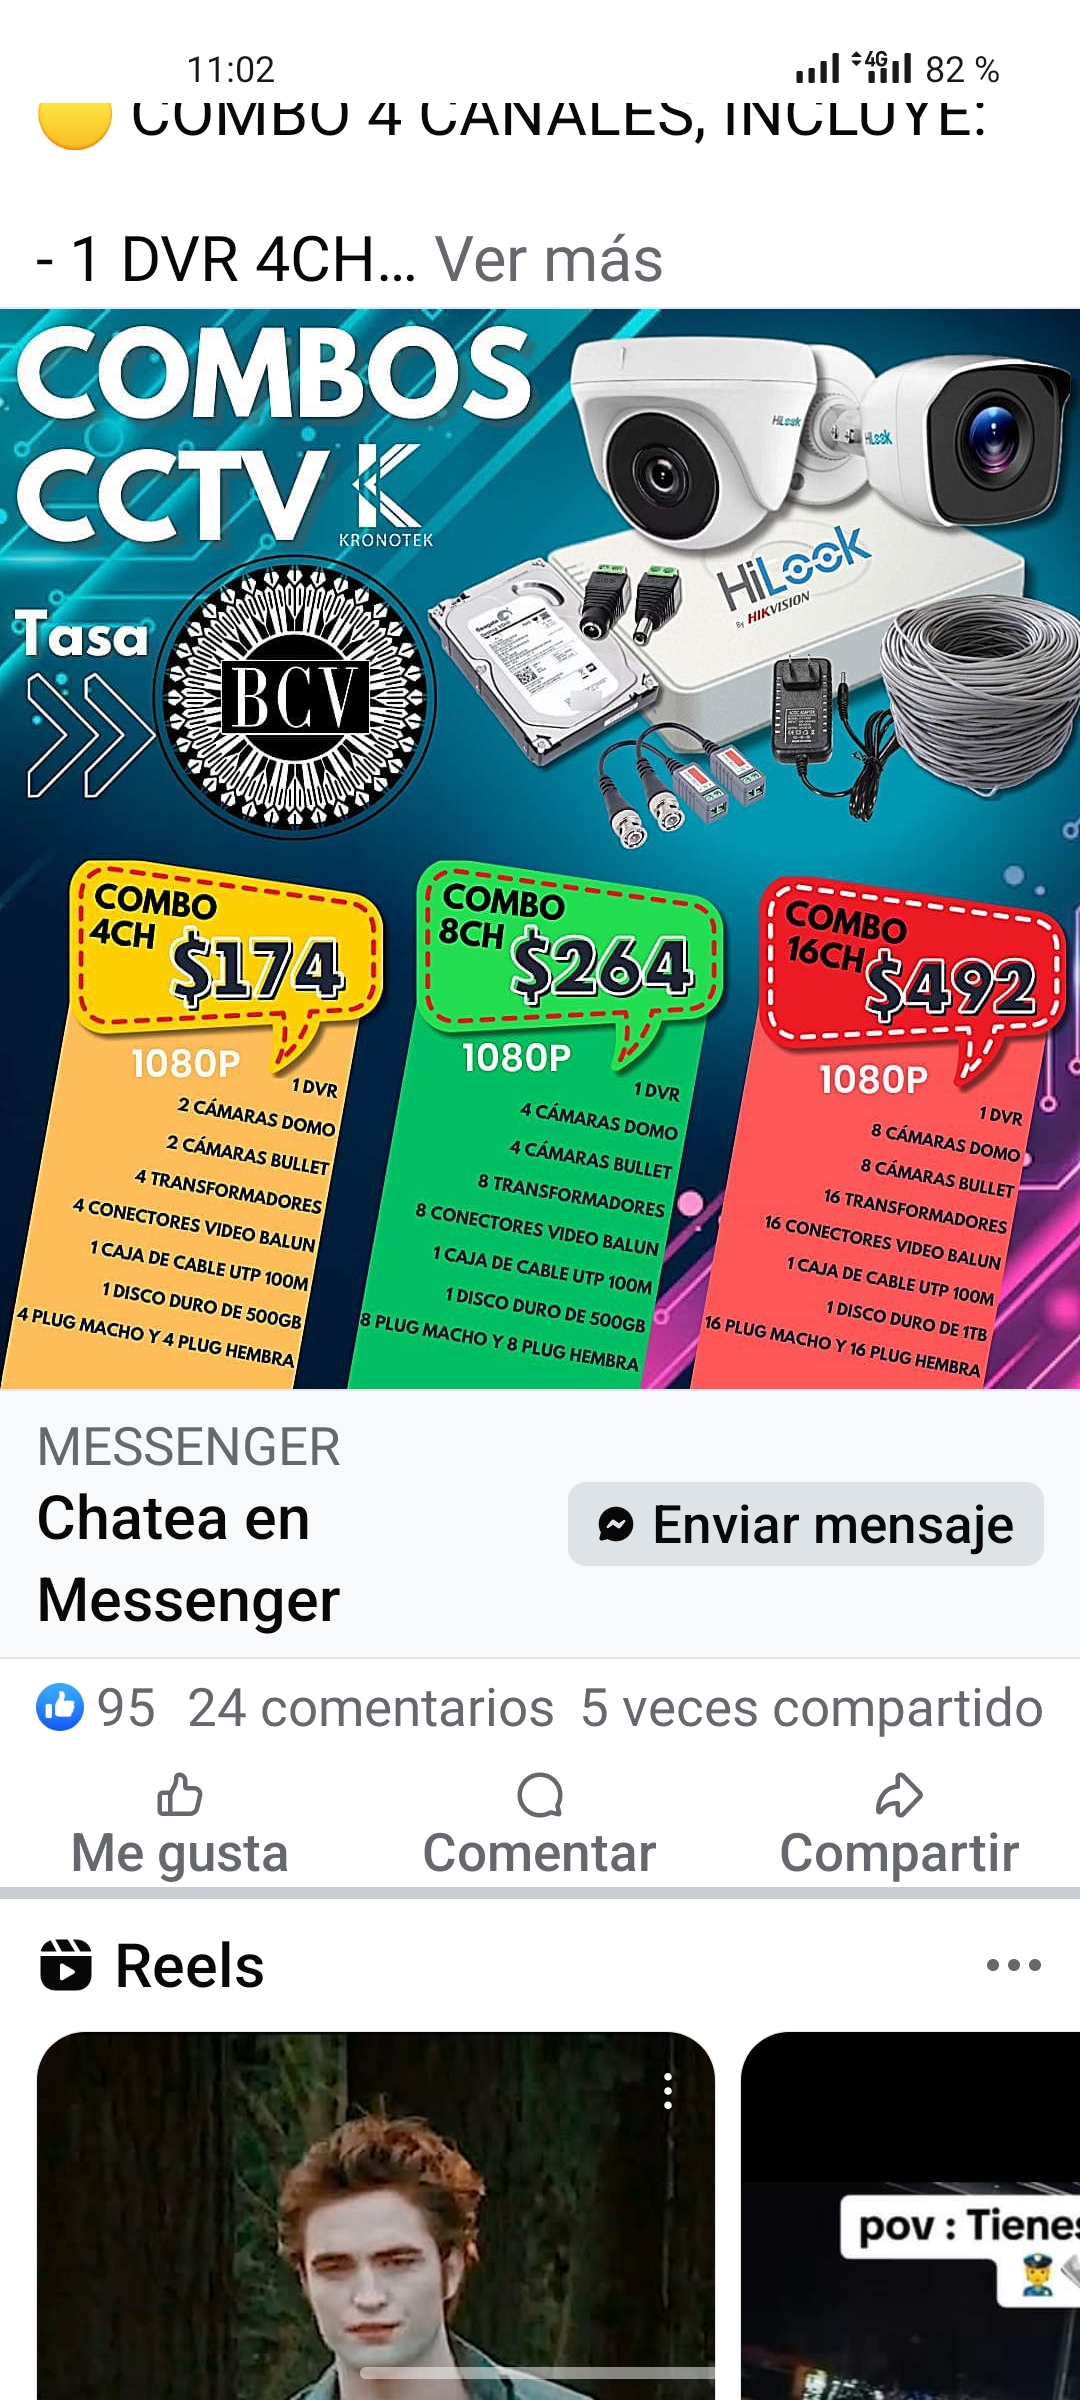 11:02 4G 82 %
COMBO 4 CANALES, INCLUYE:
- 1 DVR 4CH... Ver más
COMBOS
CCTV
KRONOTEK
Tasa
BCV
HiLook
HiLook
HiLook
By HIKVISION
Seagate
COMBO
4CH $174
1080P
1 DVR
2 CÁMARAS DOMO
2 CÁMARAS BULLET
4 TRANSFORMADORES
4 CONECTORES VIDEO BALUN
1 CAJA DE CABLE UTP 100M
1 DISCO DURO DE 500GB
4 PLUG MACHO Y 4 PLUG HEMBRA
COMBO
8CH $264
1080P
1 DVR
4 CÁMARAS DOMO
4 CÁMARAS BULLET
8 TRANSFORMADORES
8 CONECTORES VIDEO BALUN
1 CAJA DE CABLE UTP 100M
1 DISCO DURO DE 500GB
8 PLUG MACHO Y 8 PLUG HEMBRA
COMBO
16CH $492
1080P
1 DVR
8 CÁMARAS DOMO
8 CÁMARAS BULLET
16 TRANSFORMADORES
16 CONECTORES VIDEO BALUN
1 CAJA DE CABLE UTP 100M
1 DISCO DURO DE 1TB
16 PLUG MACHO Y 16 PLUG HEMBRA
MESSENGER
Chatea en
Messenger
Enviar mensaje
95 24 comentarios 5 veces compartido
Me gusta Comentar Compartir
Reels
pov : Tienes